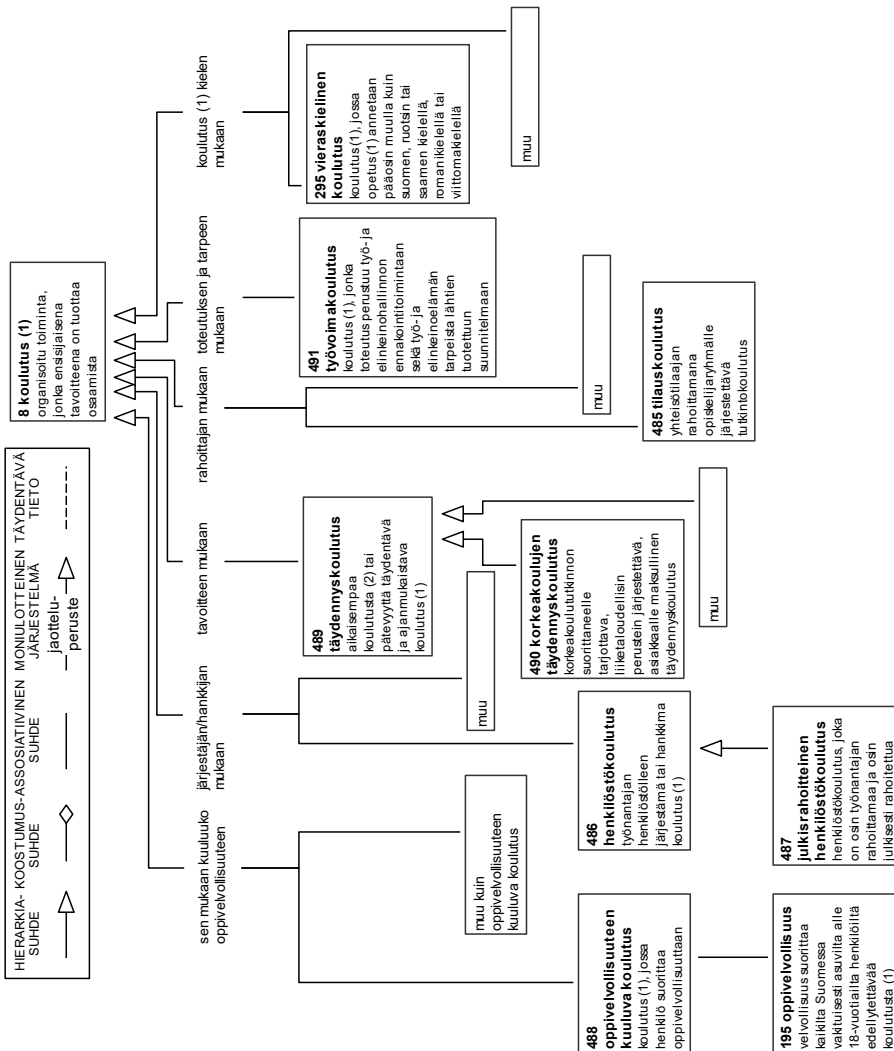 HIERARKIA- KOOSTUMUS- ASSOSIATIIVINEN MONIULOTTEINEN TÄYDENTÄVÄ
SUHDE SUHDE SUHDE JÄRJESTELMÄ TIETO
jaottelu-
peruste
8 koulutus (1)
organisoitu toiminta,
jonka ensisijaisena
tavoitteena on tuottaa
osaamista
sen mukaan kuuluuko
oppivelvollisuuteen
järjestäjän/hankkijan
mukaan
tavoitteen mukaan
rahoittajan mukaan
toteutuksen ja tarpeen
mukaan
koulutus (1) kielen
mukaan
488
oppivelvollisuuteen
kuuluva koulutus
koulutus (1), jossa
henkilö suorittaa
oppivelvollisuuttaan
muu kuin
oppivelvollisuuteen
kuuluva koulutus
195 oppivelvollisuus
velvollisuus suorittaa
kaikilta Suomessa
vakituisesti asuvilta alle
18-vuotiailta henkilöiltä
edellytettävää
koulutusta (1)
486
henkilöstökoulutus
työnantajan
henkilöstölleen
järjestämä tai hankkima
koulutus (1)
muu
487
julkisrahoitteinen
henkilöstökoulutus
henkilöstökoulutus, joka
on osin työnantajan
rahoittamaa ja osin
julkisesti rahoitettua
489
täydennyskoulutus
aikaisempaa
koulutusta (2) tai
pätevyyttä täydentävä
ja ajanmukaistava
koulutus (1)
490 korkeakoulujen
täydennyskoulutus
korkeakoulututkinnon
suorittaneelle
tarjottava,
liiketaloudellisin
perustein järjestettävä,
asiakkaalle maksullinen
täydennyskoulutus
muu
485 tilauskoulutus
yhteisötilaajan
rahoittamana
opiskelijaryhmälle
järjestettävä
tutkintokoulutus
muu
491
työvoimakoulutus
koulutus (1), jonka
toteutus perustuu työ- ja
elinkeinohallinnon
ennakointitoimintaan
sekä työ- ja
elinkeinoelämän
tarpeista lähtien
tuotettuun
suunnitelmaan
295 vieraskielinen
koulutus
koulutus (1), jossa
opetus (1) annetaan
pääosin muulla kuin
suomen, ruotsin tai
saamen kielellä,
romanikielellä tai
viittomakielellä
muu